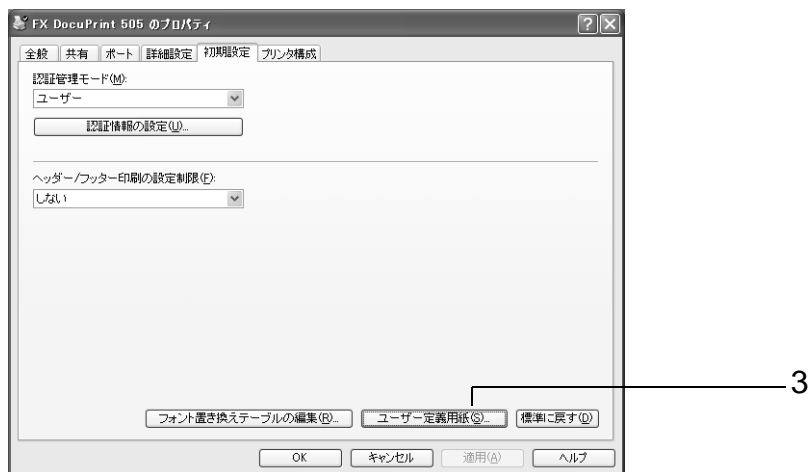 FX DocuPrint 505 のプロパティ
全般 共有 ポート 詳細設定 初期設定 プリンタ構成
認証管理モード(M):
ユーザー
認証情報の設定(U)...
ヘッダー/フッター印刷の設定制限(F):
しない
3
フォント置き換えテーブルの編集(R)... ユーザー定義用紙(S)... 標準に戻す(D)
OK キャンセル 適用(A) ヘルプ